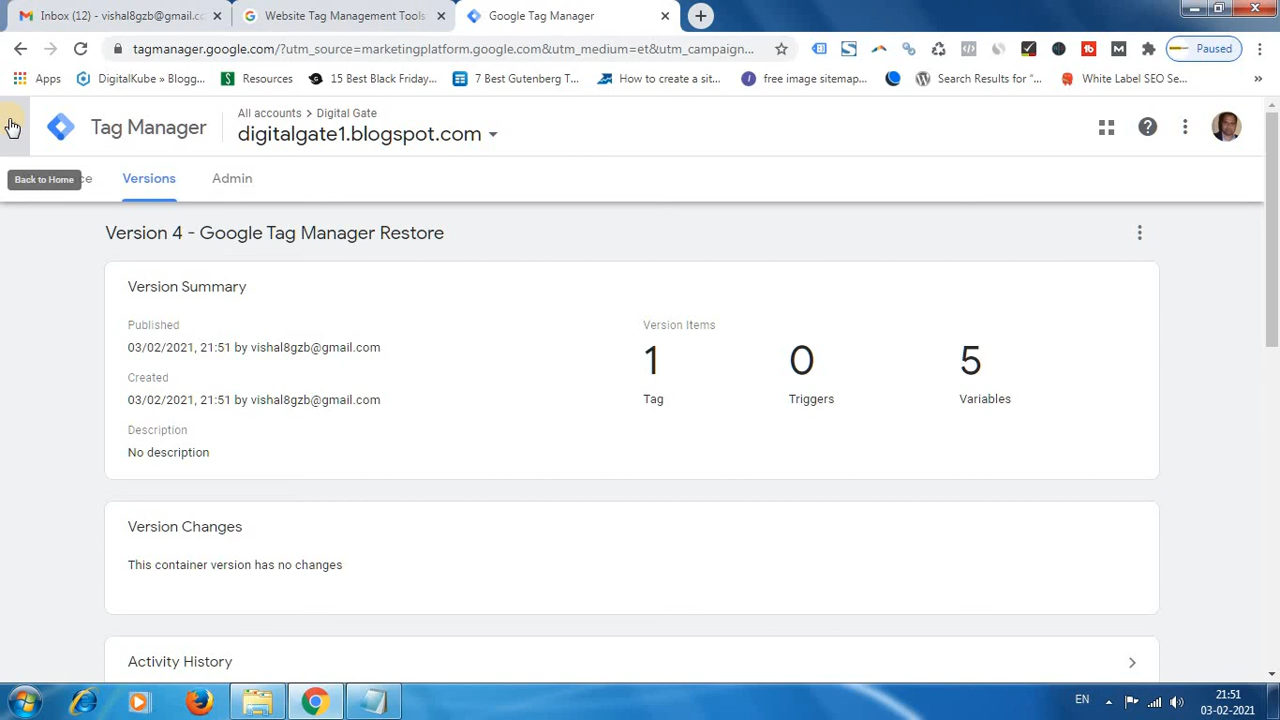 Inbox (12) - vishal8gzb@gmail.co
Website Tag Management Tools
Google Tag Manager
tagmanager.google.com/?utm_source=marketingplatform.google.com&utm_medium=et&utm_campaign...
Paused
Apps
DigitalKube » Blogg...
Resources
15 Best Black Friday...
7 Best Gutenberg T...
How to create a sit...
free image sitemap...
Search Results for “...
White Label SEO Se...
»
Tag Manager
All accounts > Digital Gate
digitalgate1.blogspot.com
Back to Home
ce
Versions
Admin
Version 4 - Google Tag Manager Restore
Version Summary
Published
03/02/2021, 21:51 by vishal8gzb@gmail.com
Created
03/02/2021, 21:51 by vishal8gzb@gmail.com
Description
No description
Version Items
1
0
5
Tag
Triggers
Variables
Version Changes
This container version has no changes
Activity History
EN
21:51
03-02-2021